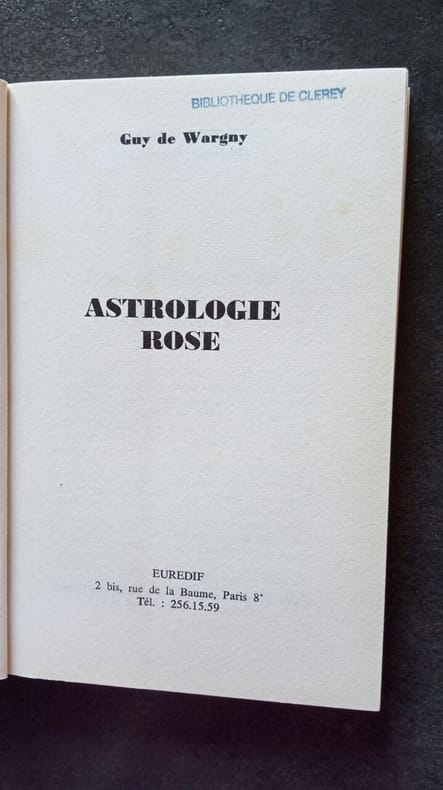 BIBLIOTHEQUE DE CLEREY
Guy de Wargny
ASTROLOGIE
ROSE
EUREDIF
2 bis, rue de la Baume, Paris 8ᵉ
Tél. : 256.15.59